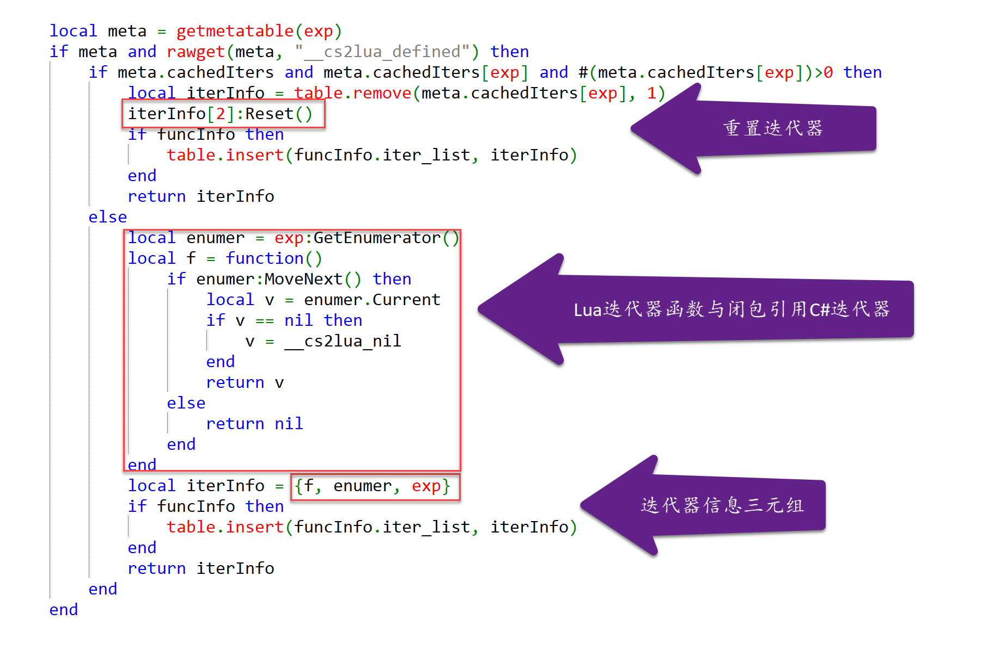 local meta = getmetatable(exp)
if meta and rawget(meta, "__cs2lua_defined") then
    if meta.cachedIters and meta.cachedIters[exp] and #(meta.cachedIters[exp])>0 then
        local iterInfo = table.remove(meta.cachedIters[exp], 1)
        iterInfo[2]:Reset()
重置迭代器
        if funcInfo then
            table.insert(funcInfo.iter_list, iterInfo)
        end
        return iterInfo
    else
        local enumer = exp:GetEnumerator()
        local f = function()
            if enumer:MoveNext() then
                local v = enumer.Current
Lua迭代器函数与闭包引用C#迭代器
                if v == nil then
                    v = __cs2lua_nil
                end
                return v
            else
                return nil
            end
        end
        local iterInfo = {f, enumer, exp}
        if funcInfo then
迭代器信息三元组
            table.insert(funcInfo.iter_list, iterInfo)
        end
        return iterInfo
    end
end